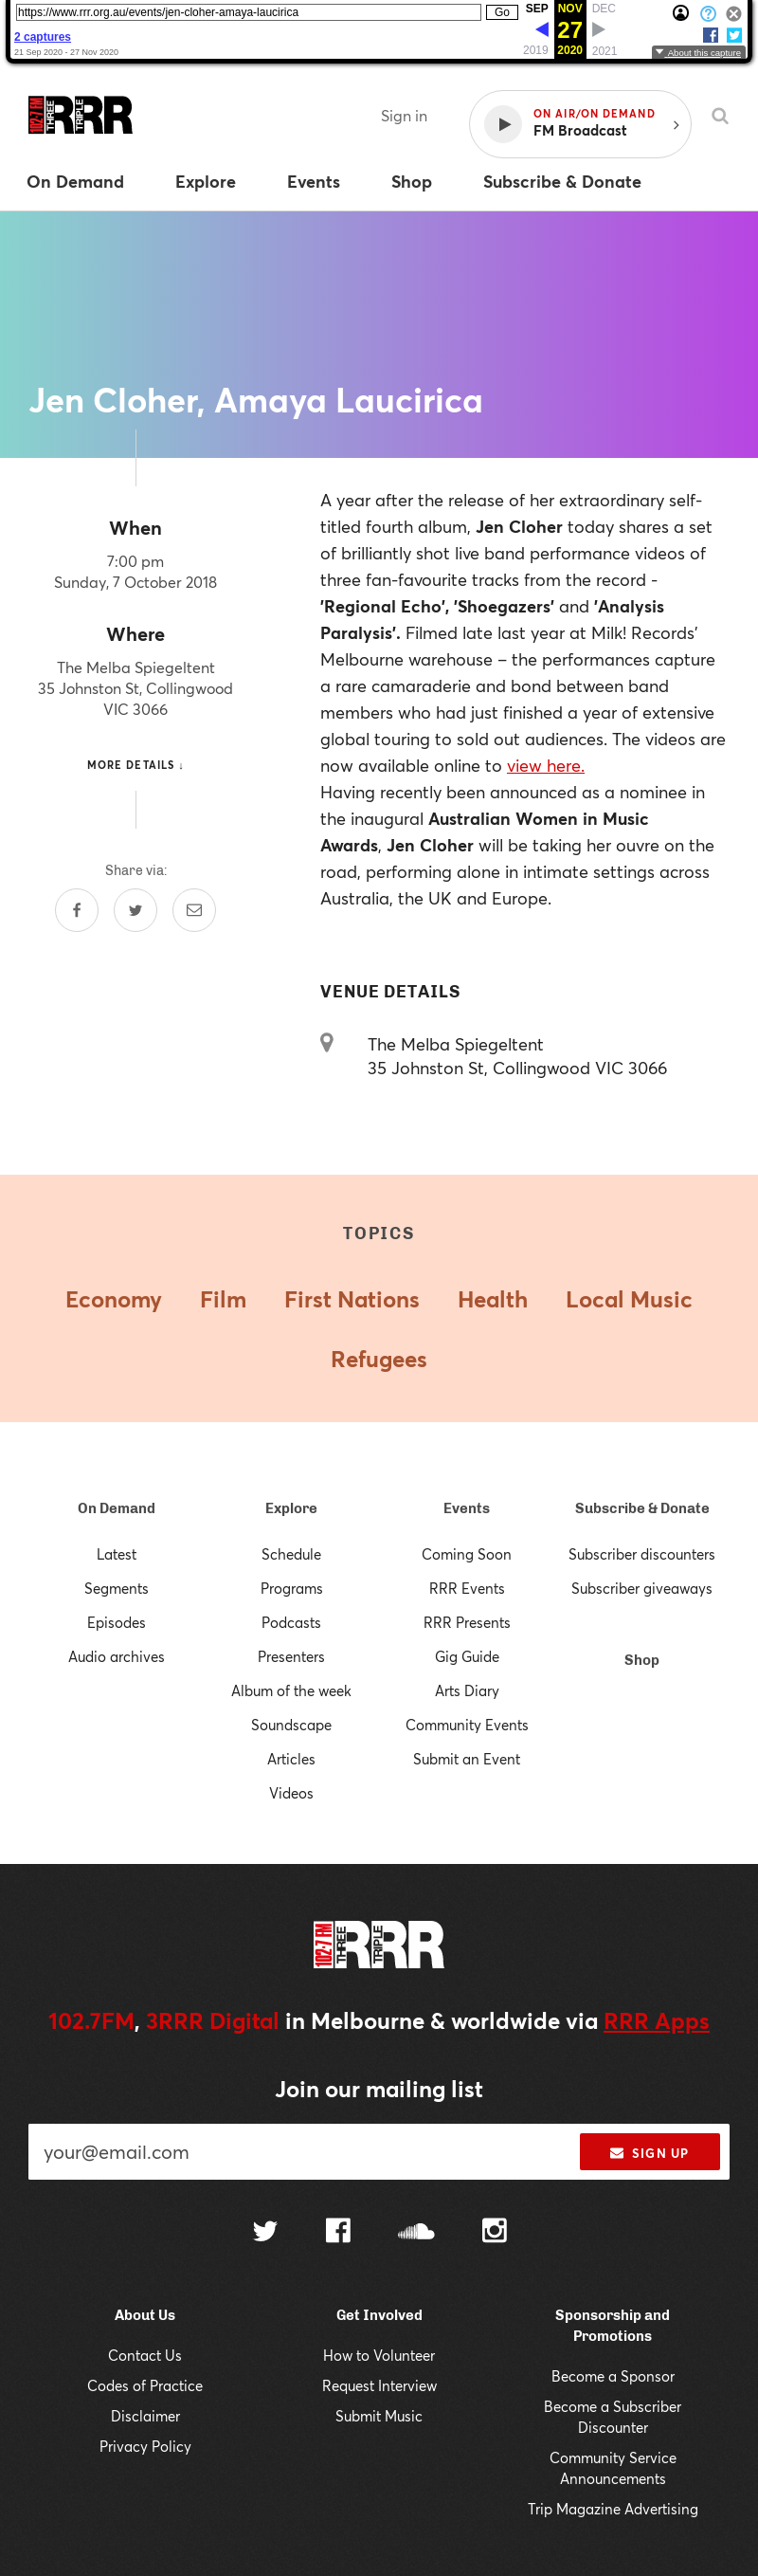 https://www.rrr.org.au/events/jen-cloher-amaya-laucirica
Go
SEP NOV DEC
2 captures
27
21 Sep 2020 - 27 Nov 2020
2019 2020 2021
About this capture
102.7 FM THREE TRIPLE RRR
Sign in
ON AIR/ON DEMAND
FM Broadcast
On Demand Explore Events Shop Subscribe & Donate
Jen Cloher, Amaya Laucirica
When
7:00 pm
Sunday, 7 October 2018
Where
The Melba Spiegeltent
35 Johnston St, Collingwood
VIC 3066
MORE DETAILS ↓
Share via:
A year after the release of her extraordinary self-
titled fourth album, Jen Cloher today shares a set
of brilliantly shot live band performance videos of
three fan-favourite tracks from the record -
'Regional Echo', 'Shoegazers' and 'Analysis
Paralysis'. Filmed late last year at Milk! Records'
Melbourne warehouse – the performances capture
a rare camaraderie and bond between band
members who had just finished a year of extensive
global touring to sold out audiences. The videos are
now available online to view here.
Having recently been announced as a nominee in
the inaugural Australian Women in Music
Awards, Jen Cloher will be taking her ouvre on the
road, performing alone in intimate settings across
Australia, the UK and Europe.
VENUE DETAILS
The Melba Spiegeltent
35 Johnston St, Collingwood VIC 3066
TOPICS
Economy Film First Nations Health Local Music
Refugees
On Demand
Latest
Segments
Episodes
Audio archives
Explore
Schedule
Programs
Podcasts
Presenters
Album of the week
Soundscape
Articles
Videos
Events
Coming Soon
RRR Events
RRR Presents
Gig Guide
Arts Diary
Community Events
Submit an Event
Subscribe & Donate
Subscriber discounters
Subscriber giveaways
Shop
102.7 FM THREE TRIPLE RRR
102.7FM, 3RRR Digital in Melbourne & worldwide via RRR Apps
Join our mailing list
your@email.com
SIGN UP
About Us
Contact Us
Codes of Practice
Disclaimer
Privacy Policy
Get Involved
How to Volunteer
Request Interview
Submit Music
Sponsorship and
Promotions
Become a Sponsor
Become a Subscriber
Discounter
Community Service
Announcements
Trip Magazine Advertising